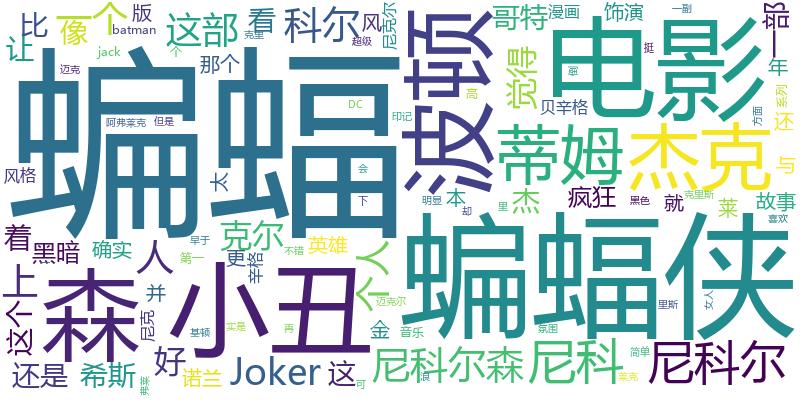 蝙蝠
电影
蝙蝠侠
小丑
森
波顿
蒂姆
杰克
尼科
尼科尔
尼科尔森
科尔
Joker
这
克尔
个人
人
哥特
漫画
饰演
一部
一副
版
比
像
一个
这部
看
风
尼克尔
batman
jack
让
那个
个
克里
超级
迈克
阿弗莱克
但是
DC
印记
高
觉得
贝辛格
挺
画
年
系列
方面
还
与
风格
太
会
下
明显
本
却
里
杰
疯狂
黑色
就
克里斯
莱
故事
喜欢
着
黑暗
确实
早于
第一
更
辛格
不错
英雄
迈克尔
上
并
尼克
基顿
实是
再
金
音乐
氛围
里斯
女人
这个
好
还是
希斯
弗莱
诺兰
可
浪
简单
莱克